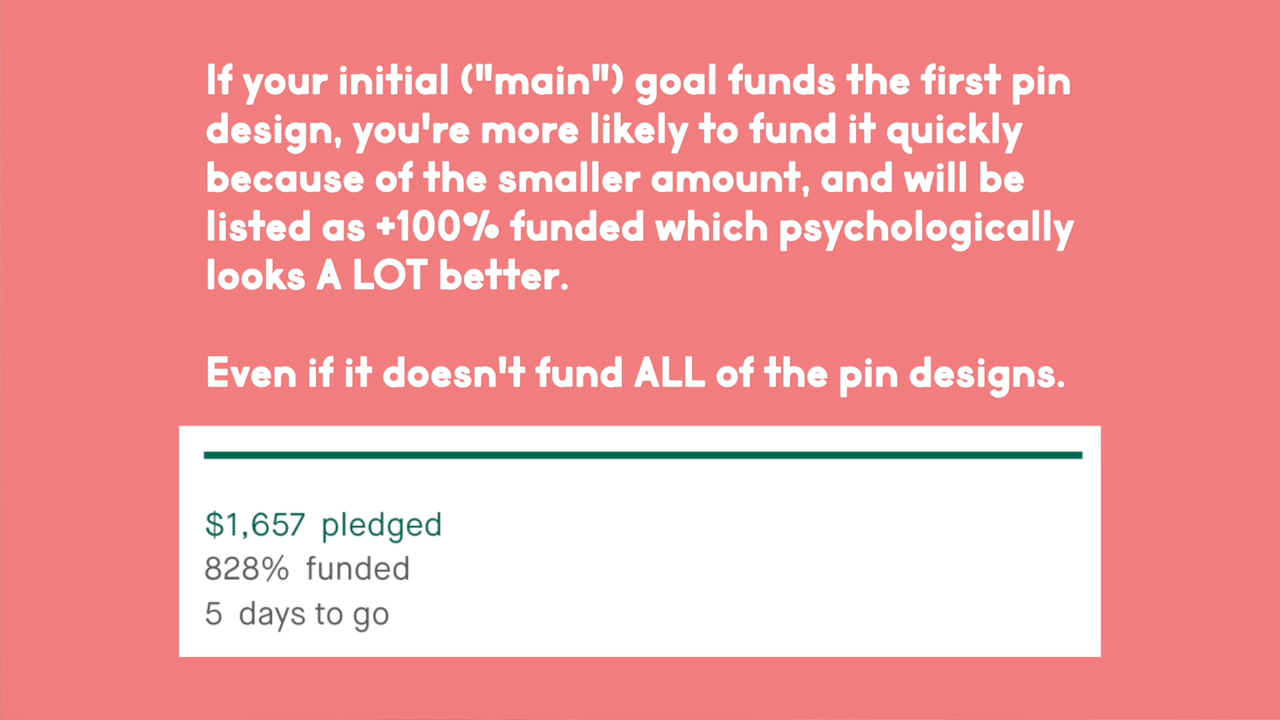 If your initial ("main") goal funds the first pin
design, you're more likely to fund it quickly
because of the smaller amount, and will be
listed as +100% funded which psychologically
looks A LOT better.
Even if it doesn't fund ALL of the pin designs.
$1,657 pledged
828% funded
5 days to go